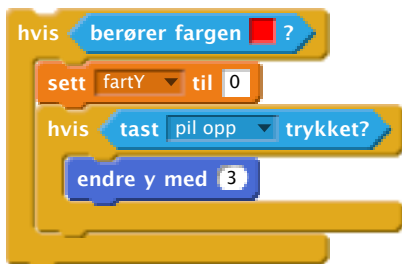 hvis berører fargen ?
sett fartY til 0
hvis tast pil opp trykket?
endre y med 3